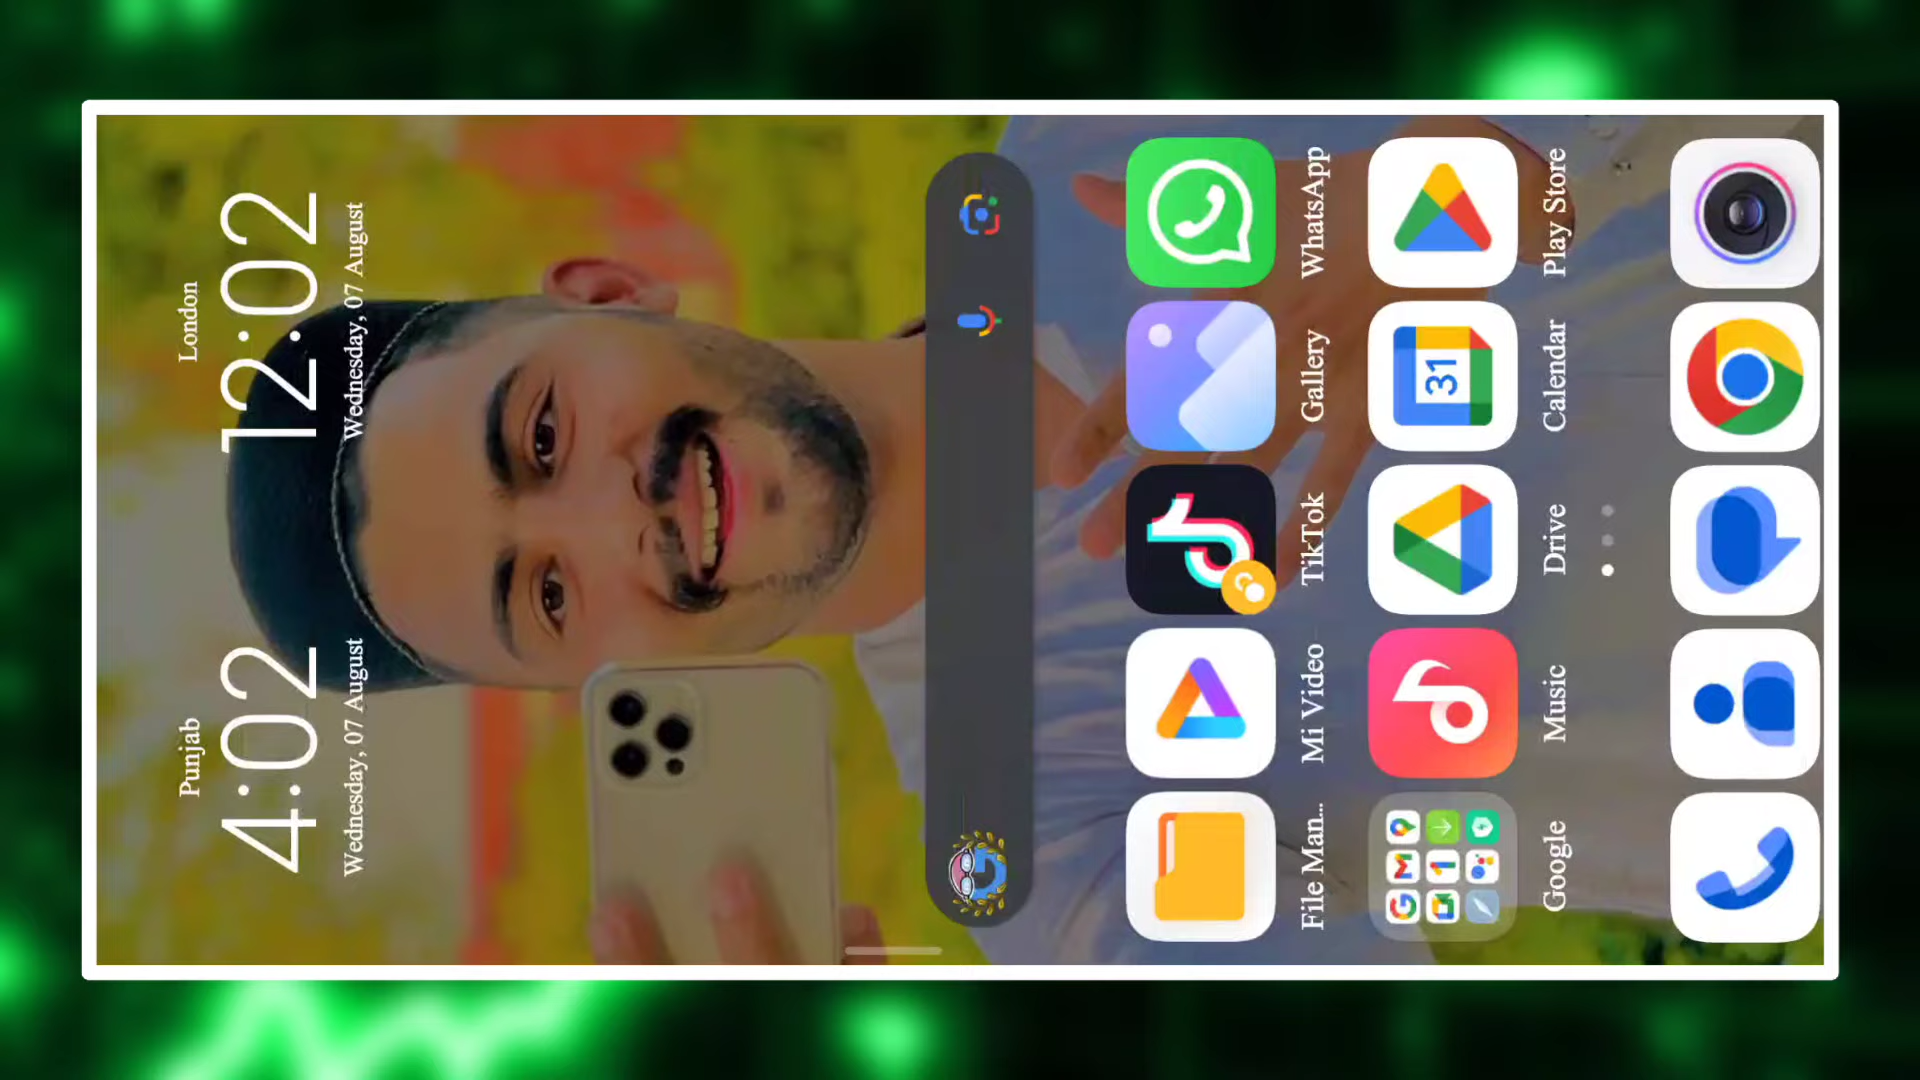 Punjab
4:02
Wednesday, 07 August
London
12:02
Wednesday, 07 August
File Man...
Mi Video
TikTok
Gallery
WhatsApp
Google
Music
Drive
31
Calendar
Play Store